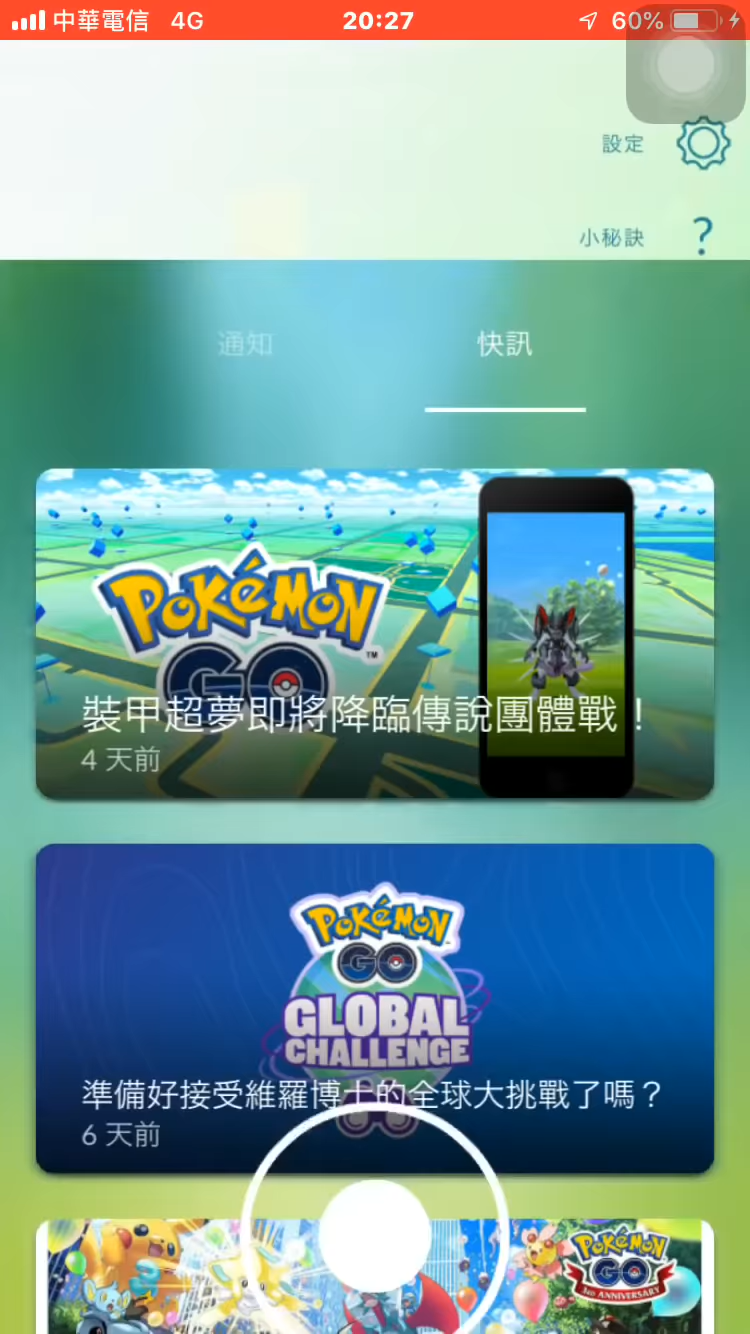 中華電信 4G 20:27 60%
設定
小秘訣 ?
通知 快訊
POKÉMON
GO
TM
裝甲超夢即將降臨傳說團體戰！
4 天前
POKÉMON
GO
GLOBAL
CHALLENGE
準備好接受維羅博士的全球大挑戰了嗎？
6 天前
POKÉMON
GO
3RD ANNIVERSARY